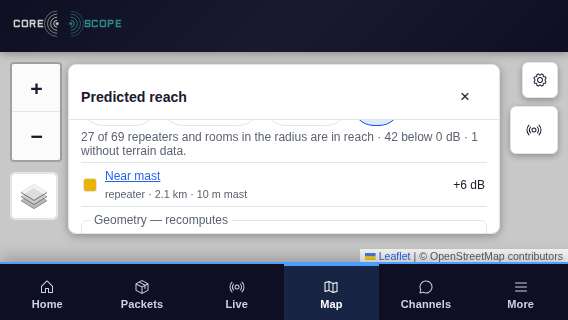 CORE SCOPE
+
Predicted reach ×
27 of 69 repeaters and rooms in the radius are in reach · 42 below 0 dB · 1
without terrain data.
−
Near mast
repeater · 2.1 km · 10 m mast
+6 dB
Geometry — recomputes
Leaflet | © OpenStreetMap contributors
Home Packets Live Map Channels More